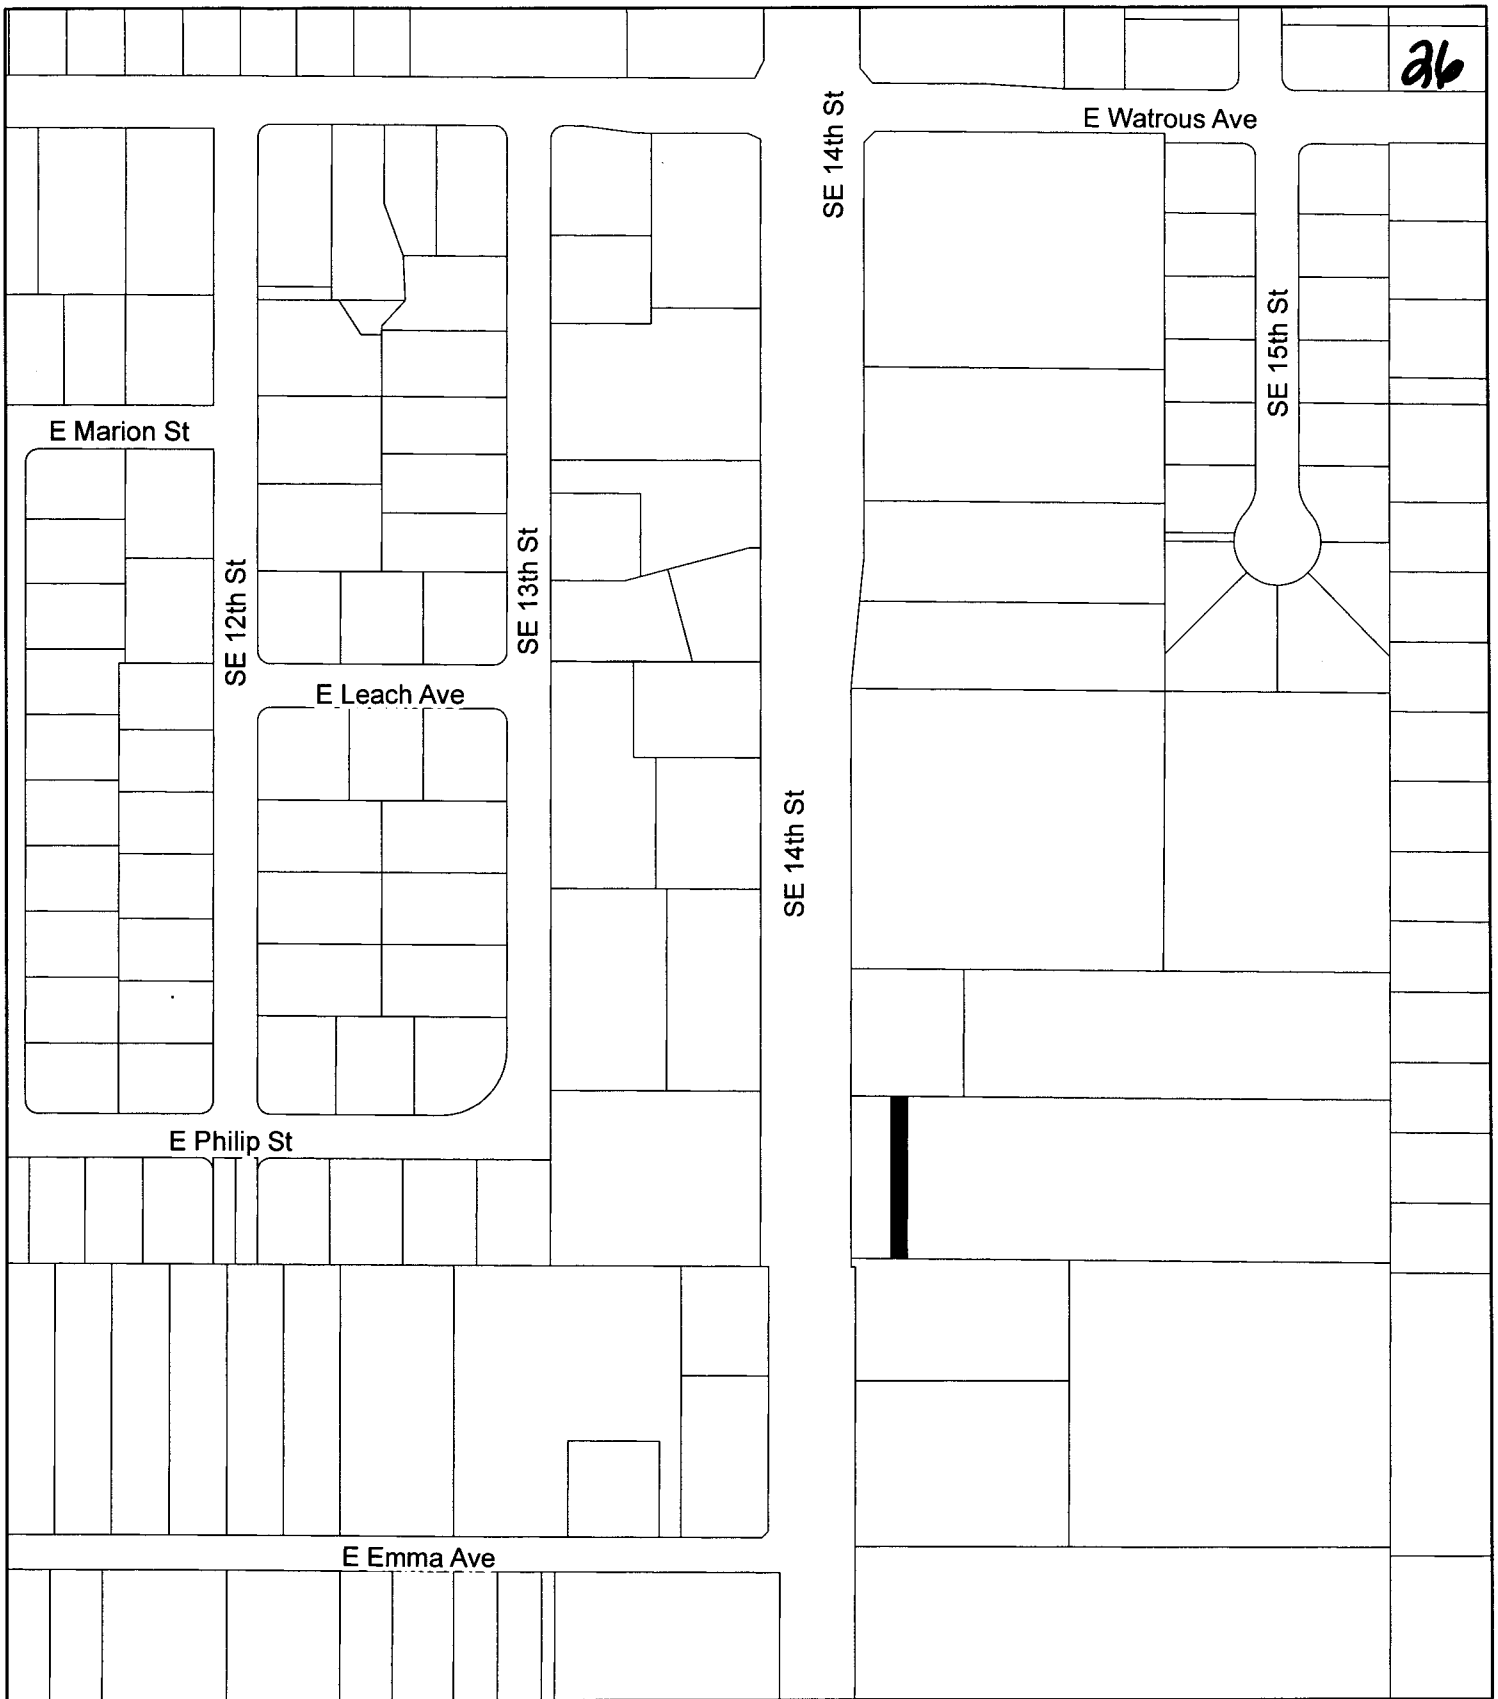 26
E Watrous Ave
SE 14th St
SE 15th St
E Marion St
SE 12th St
SE 13th St
E Leach Ave
SE 14th St
E Philip St
E Emma Ave